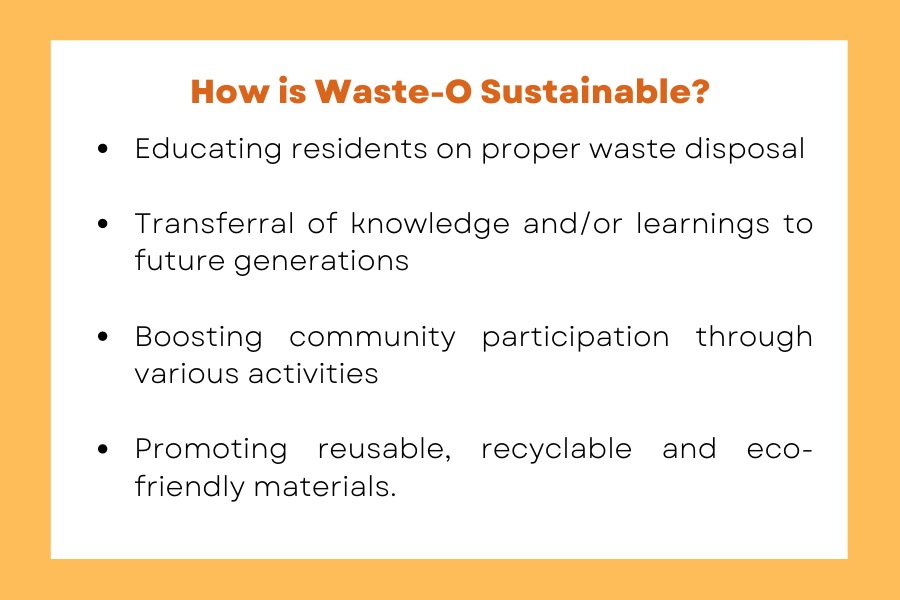 How is Waste-O Sustainable?
• Educating residents on proper waste disposal
• Transferral of knowledge and/or learnings to
future generations
• Boosting community participation through
various activities
• Promoting reusable, recyclable and eco-
friendly materials.